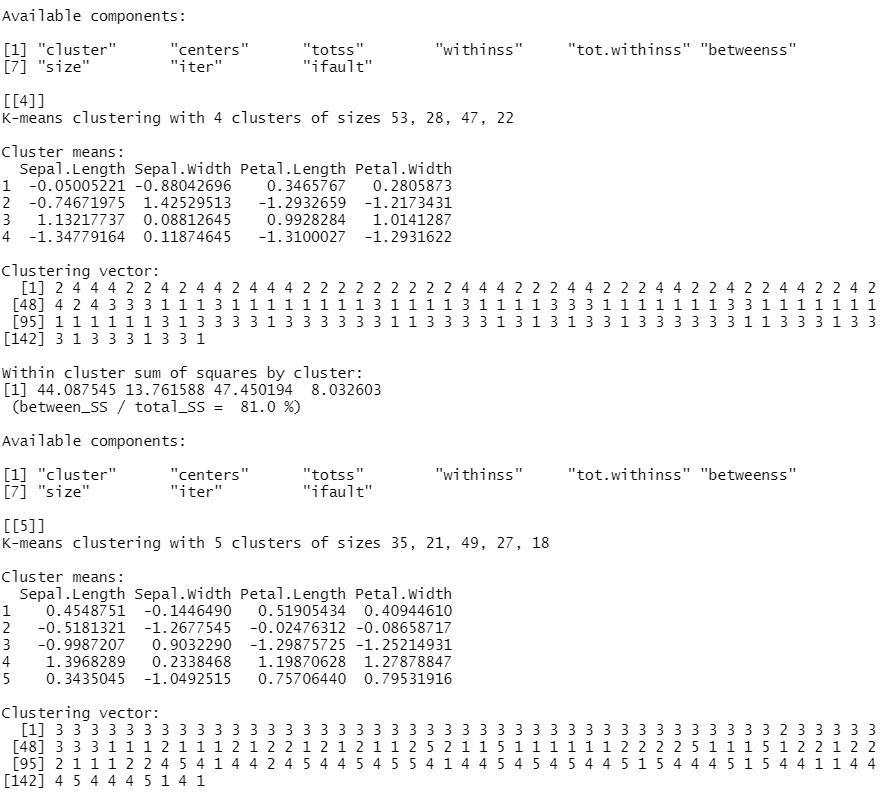 Available components:
[1] "cluster"      "centers"      "totss"        "withinss"     "tot.withinss" "betweenss"
[7] "size"         "iter"         "ifault"
[[4]]
K-means clustering with 4 clusters of sizes 53, 28, 47, 22
Cluster means:
  Sepal.Length Sepal.Width Petal.Length Petal.Width
1  -0.05005221 -0.88042696    0.3465767   0.2805873
2  -0.74671975  1.42529513   -1.2932659  -1.2173431
3   1.13217737  0.08812645    0.9928284   1.0141287
4  -1.34779164  0.11874645   -1.3100027  -1.2931622
Clustering vector:
  [1] 2 4 4 4 2 2 4 2 4 4 2 4 4 4 2 2 2 2 2 2 2 2 2 4 4 4 2 2 2 4 4 2 2 2 4 4 2 2 4 2 2 4 4 2 2 4 2
 [48] 4 2 4 3 3 3 1 1 1 3 1 1 1 1 1 1 1 1 3 1 1 1 1 3 1 1 1 1 3 3 3 1 1 1 1 1 1 1 3 3 1 1 1 1 1 1 1
 [95] 1 1 1 1 1 1 3 1 3 3 3 3 1 3 3 3 3 3 3 1 1 3 3 3 3 1 3 1 3 1 3 3 1 3 3 3 3 3 3 1 1 3 3 3 1 3 3
[142] 3 1 3 3 3 1 3 3 1
Within cluster sum of squares by cluster:
[1] 44.087545 13.761588 47.450194  8.032603
 (between_SS / total_SS =  81.0 %)
Available components:
[1] "cluster"      "centers"      "totss"        "withinss"     "tot.withinss" "betweenss"
[7] "size"         "iter"         "ifault"
[[5]]
K-means clustering with 5 clusters of sizes 35, 21, 49, 27, 18
Cluster means:
  Sepal.Length Sepal.Width Petal.Length Petal.Width
1    0.4548751  -0.1446490   0.51905434  0.40944610
2   -0.5181321  -1.2677545  -0.02476312 -0.08658717
3   -0.9987207   0.9032290  -1.29875725 -1.25214931
4    1.3968289   0.2338468   1.19870628  1.27878847
5    0.3435045  -1.0492515   0.75706440  0.79531916
Clustering vector:
  [1] 3 3 3 3 3 3 3 3 3 3 3 3 3 3 3 3 3 3 3 3 3 3 3 3 3 3 3 3 3 3 3 3 3 3 3 3 3 3 3 3 3 2 3 3 3 3 3
 [48] 3 3 3 1 1 1 2 1 1 1 2 1 2 2 1 2 1 2 1 1 2 5 2 1 1 5 1 1 1 1 1 1 2 2 2 2 5 1 1 1 5 1 2 2 1 2 2
 [95] 2 1 1 1 2 2 4 5 4 1 4 4 2 4 5 4 4 5 4 5 5 4 1 4 4 5 4 5 4 5 4 4 5 1 5 4 4 4 5 1 5 4 4 1 1 4 4
[142] 4 5 4 4 4 5 1 4 1